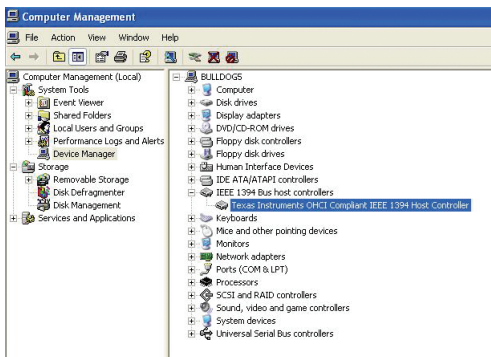 Computer Management
File Action View Window Help
Computer Management (Local)
System Tools
Event Viewer
Shared Folders
Local Users and Groups
Performance Logs and Alerts
Device Manager
Storage
Removable Storage
Disk Defragmenter
Disk Management
Services and Applications
BULLDOG5
Computer
Disk drives
Display adapters
DVD/CD-ROM drives
Floppy disk controllers
Floppy disk drives
Human Interface Devices
IDE ATA/ATAPI controllers
IEEE 1394 Bus host controllers
Texas Instruments OHCI Compliant IEEE 1394 Host Controller
Keyboards
Mice and other pointing devices
Monitors
Network adapters
Ports (COM & LPT)
Processors
SCSI and RAID controllers
Sound, video and game controllers
System devices
Universal Serial Bus controllers